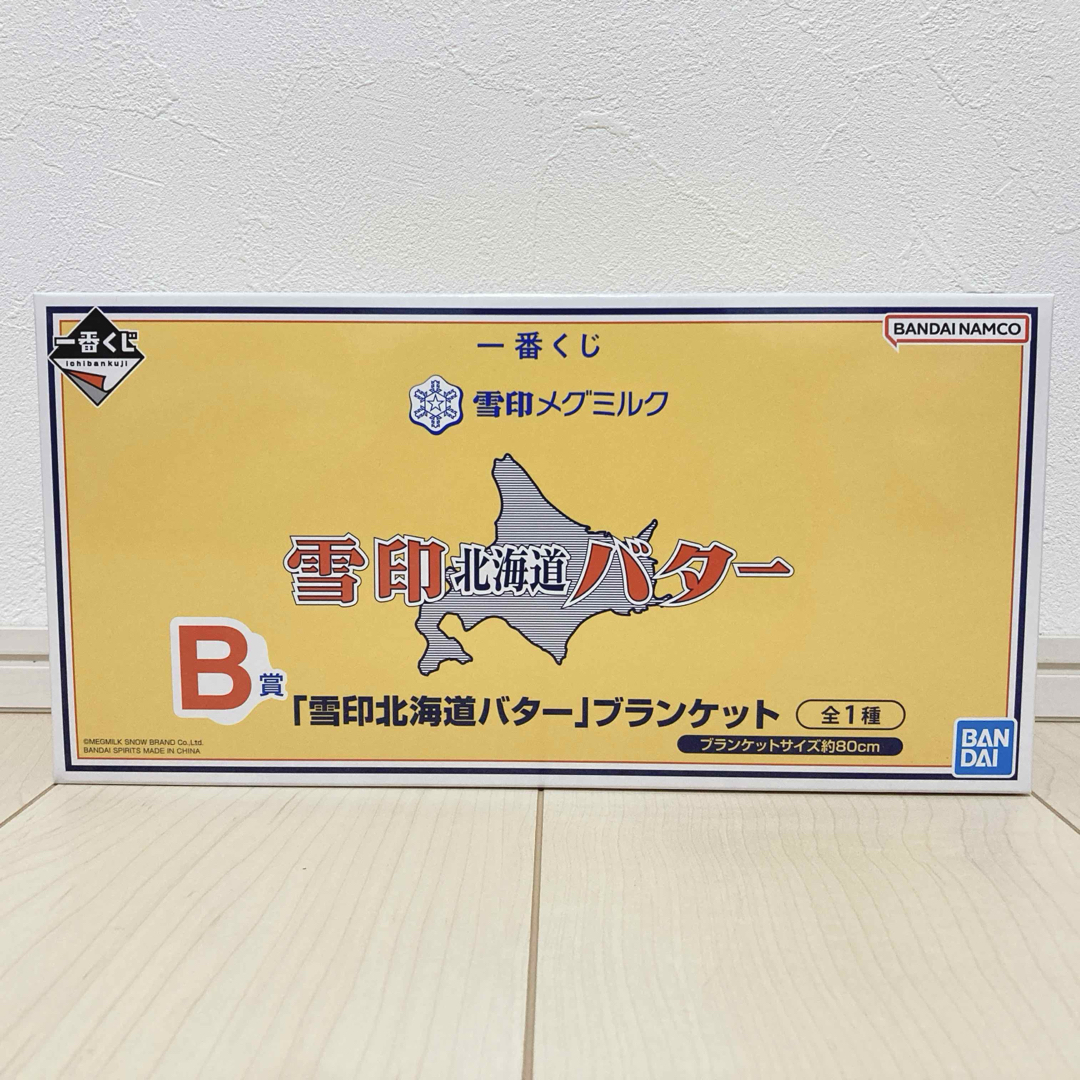 一番くじ
ichibankuji
BANDAI NAMCO
一番くじ
雪印メグミルク
雪印北海道バター
B賞
「雪印北海道バター」ブランケット 全1種
ブランケットサイズ約80cm
©MEGMILK SNOW BRAND Co.,Ltd.
BANDAI SPIRITS MADE IN CHINA
BAN
DAI